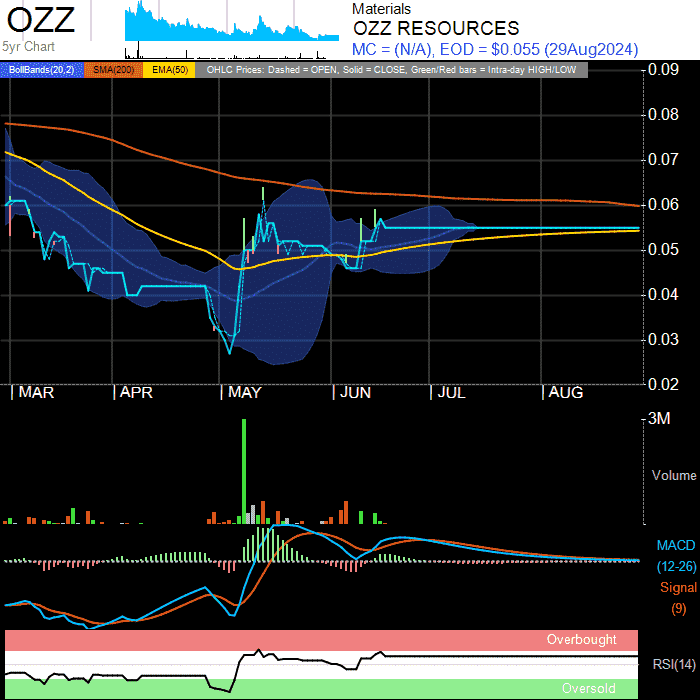 OZZ
5yr Chart
Materials
OZZ RESOURCES
MC = (N/A), EOD = $0.055 (29Aug2024)
BollBands(20,2) SMA(200) EMA(50) OHLC Prices: Dashed = OPEN, Solid = CLOSE, Green/Red bars = Intra-day HIGH/LOW
0.09
0.08
0.07
0.06
0.05
0.04
0.03
0.02
MAR APR MAY JUN JUL AUG
3M
Volume
MACD
(12-26)
Signal
(9)
Overbought
RSI(14)
Oversold